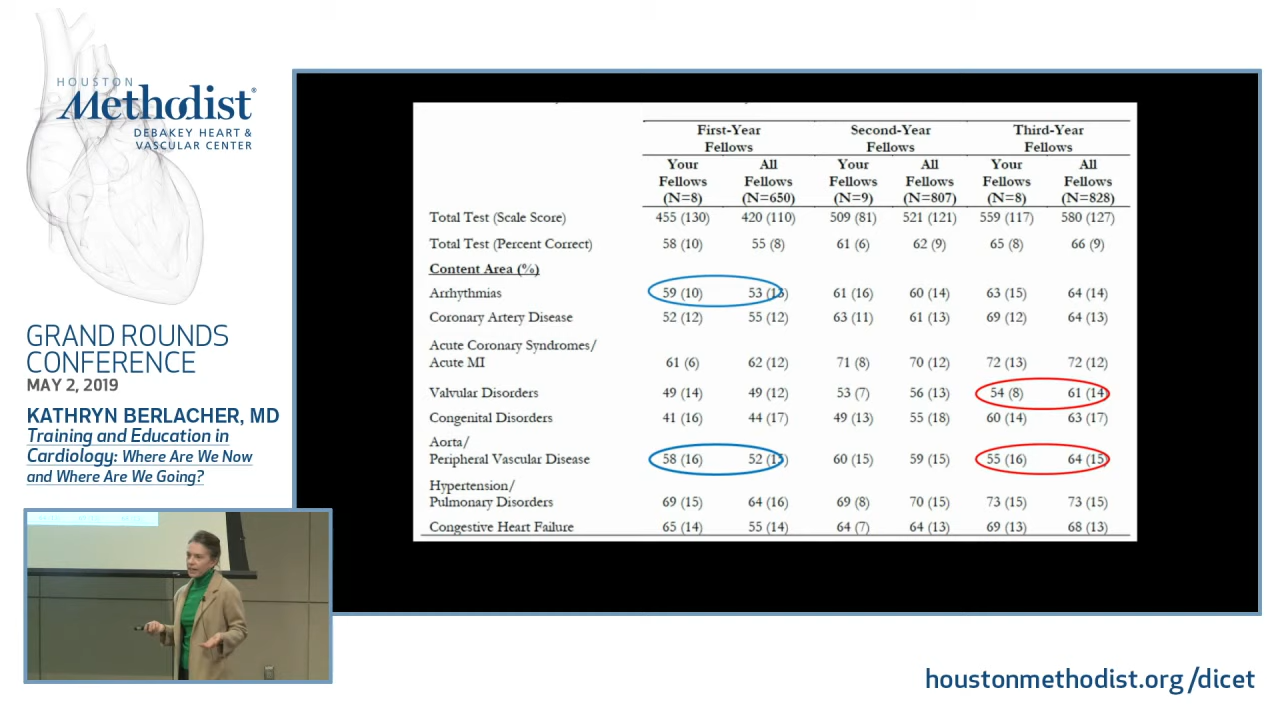 HOUSTON
Methodist®
DEBAKEY HEART &
VASCULAR CENTER
GRAND ROUNDS
CONFERENCE
MAY 2, 2019
KATHRYN BERLACHER, MD
Training and Education in
Cardiology: Where Are We Now
and Where Are We Going?
First-Year Fellows Second-Year Fellows Third-Year Fellows
Your Fellows (N=8) All Fellows (N=650) Your Fellows (N=9) All Fellows (N=807) Your Fellows (N=8) All Fellows (N=828)
Total Test (Scale Score) 455 (130) 420 (110) 509 (81) 521 (121) 559 (117) 580 (127)
Total Test (Percent Correct) 58 (10) 55 (8) 61 (6) 62 (9) 65 (8) 66 (9)
Content Area (%)
Arrhythmias 59 (10) 53 (13) 61 (16) 60 (14) 63 (15) 64 (14)
Coronary Artery Disease 52 (12) 55 (12) 63 (11) 61 (13) 69 (12) 64 (13)
Acute Coronary Syndromes/
Acute MI 61 (6) 62 (12) 71 (8) 70 (12) 72 (13) 72 (12)
Valvular Disorders 49 (14) 49 (12) 53 (7) 56 (13) 54 (8) 61 (14)
Congenital Disorders 41 (16) 44 (17) 49 (13) 55 (18) 60 (14) 63 (17)
Aorta/
Peripheral Vascular Disease 58 (16) 52 (15) 60 (15) 59 (15) 55 (16) 64 (15)
Hypertension/
Pulmonary Disorders 69 (15) 64 (16) 69 (8) 70 (15) 73 (15) 73 (15)
Congestive Heart Failure 65 (14) 55 (14) 64 (7) 64 (13) 69 (13) 68 (13)
houstonmethodist.org/dicet